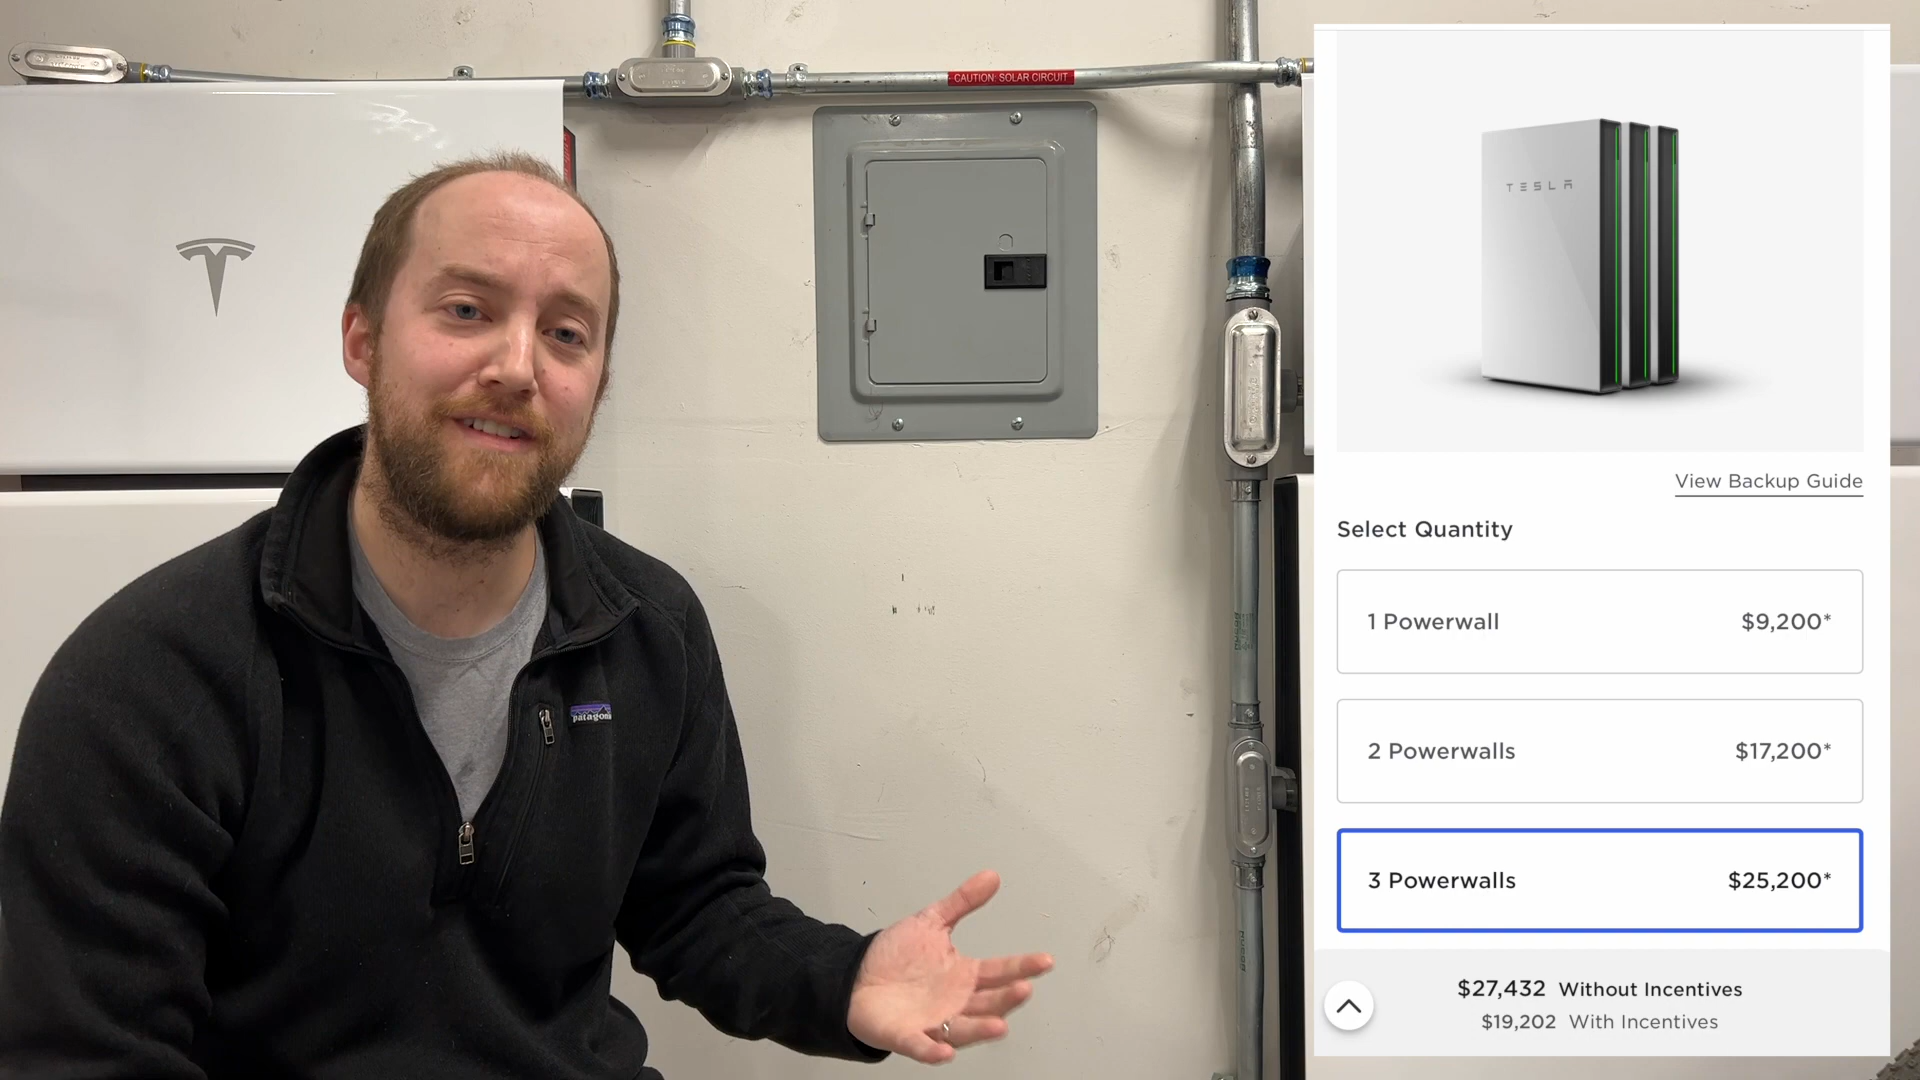 CAUTION: SOLAR CIRCUIT
patagonia
TESLA
View Backup Guide
Select Quantity
1 Powerwall $9,200*
2 Powerwalls $17,200*
3 Powerwalls $25,200*
$27,432 Without Incentives
$19,202 With Incentives